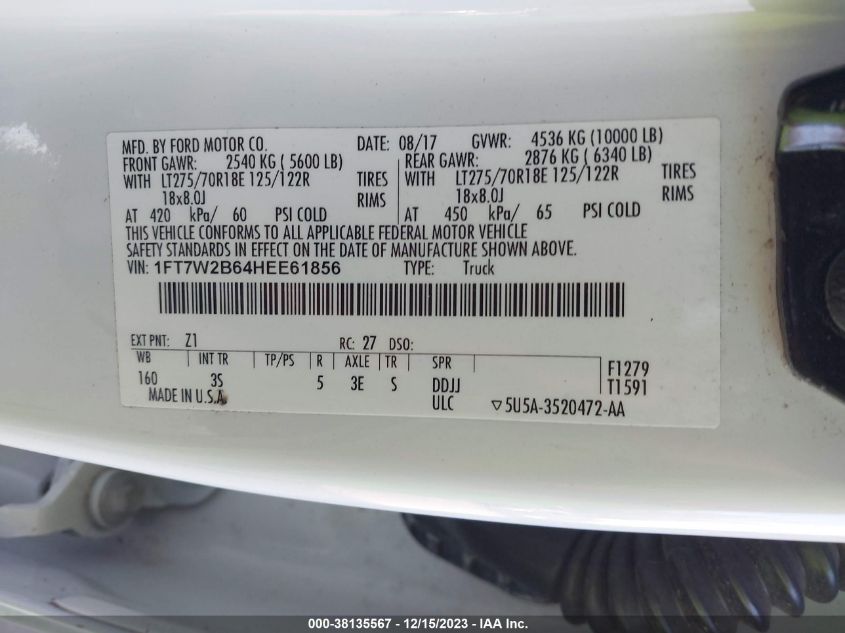 MFD. BY FORD MOTOR CO. DATE: 08/17 GVWR: 4536 KG (10000 LB)
FRONT GAWR: 2540 KG ( 5600 LB) REAR GAWR: 2876 KG ( 6340 LB)
WITH LT275/70R18E 125/122R TIRES WITH LT275/70R18E 125/122R TIRES
18x8.0J RIMS 18x8.0J RIMS
AT 420 kPa/ 60 PSI COLD AT 450 kPa/ 65 PSI COLD
THIS VEHICLE CONFORMS TO ALL APPLICABLE FEDERAL MOTOR VEHICLE
SAFETY STANDARDS IN EFFECT ON THE DATE OF MANUFACTURE SHOWN ABOVE.
VIN: 1FT7W2B64HEE61856 TYPE: Truck
EXT PNT: Z1 RC: 27 DSO:
WB INT TR TP/PS R AXLE TR SPR F1279
160 3S 5 3E S DDJJ T1591
MADE IN U.S.A. ULC ▽5U5A-3520472-AA
000-38135567 - 12/15/2023 - IAA Inc.